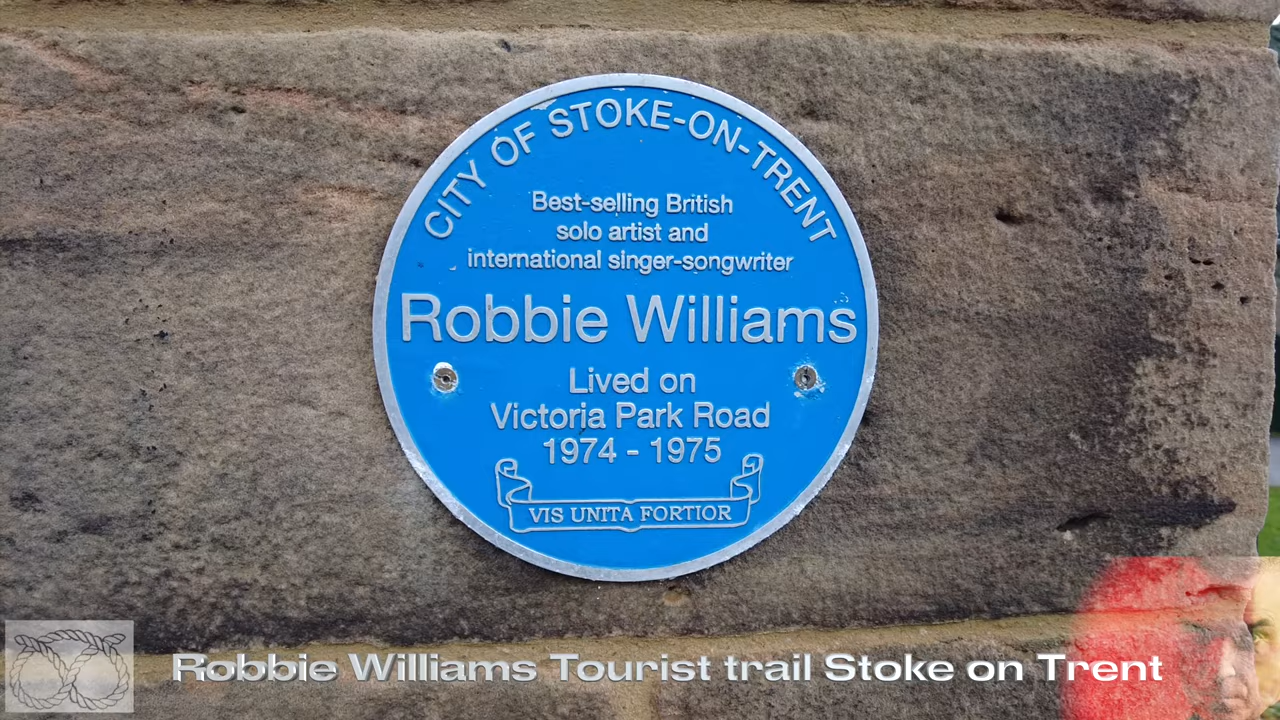 CITY OF STOKE-ON-TRENT
Best-selling British
solo artist and
international singer-songwriter
Robbie Williams
Lived on
Victoria Park Road
1974 - 1975
VIS UNITA FORTIOR
Robbie Williams Tourist trail Stoke on Trent